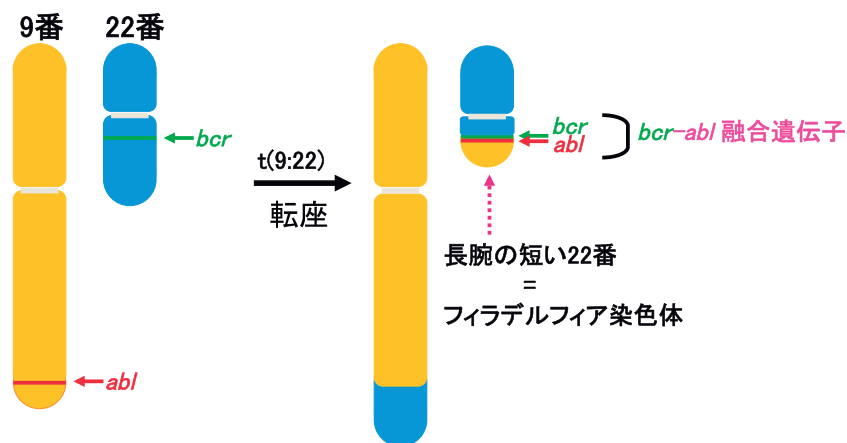 9番 22番
bcr
t(9:22)
転座
abl
bcr
abl
bcr-abl 融合遺伝子
長腕の短い22番
=
フィラデルフィア染色体